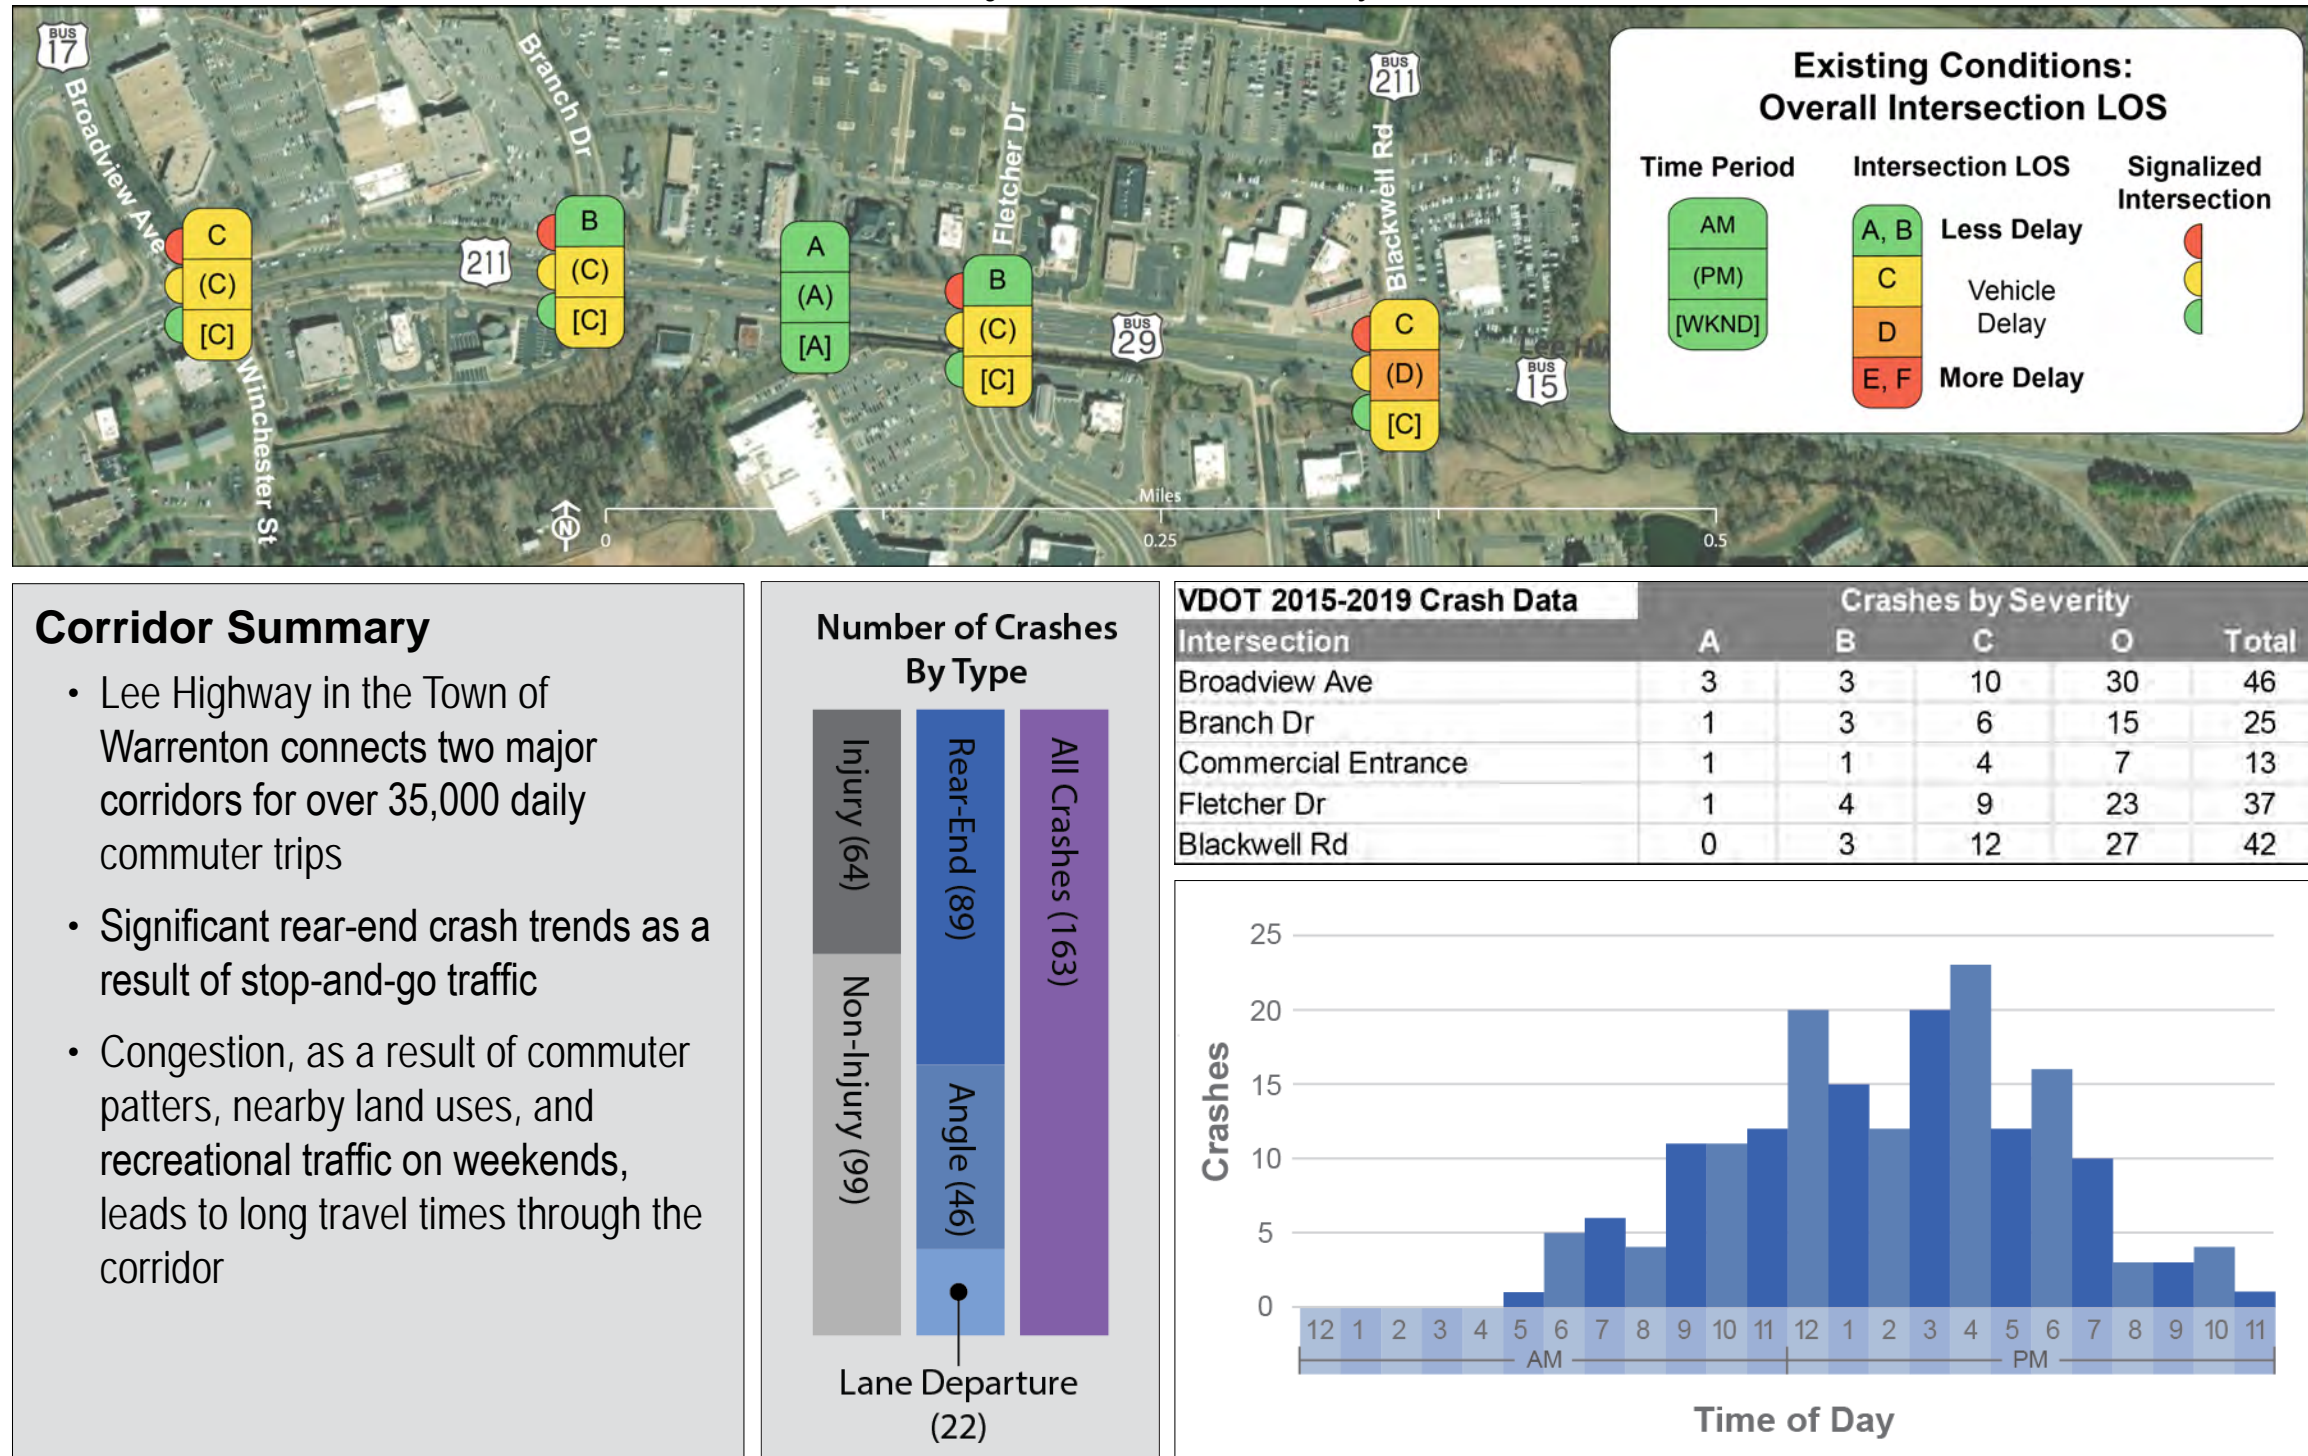 BUS
17
Broadview Ave
Branch Dr
Fletcher Dr
BUS
211
Blackwell Rd
Winchester St
211
BUS
29
BUS
15
C
(C)
[C]
B
(C)
[C]
A
(A)
[A]
B
(C)
[C]
C
(D)
[C]
N
Miles
0
0.25
0.5
Existing Conditions:
Overall Intersection LOS
Time Period
AM
(PM)
[WKND]
Intersection LOS
A, B
C
D
E, F
Less Delay
Vehicle
Delay
More Delay
Signalized
Intersection
Corridor Summary
• Lee Highway in the Town of
Warrenton connects two major
corridors for over 35,000 daily
commuter trips
• Significant rear-end crash trends as a
result of stop-and-go traffic
• Congestion, as a result of commuter
patters, nearby land uses, and
recreational traffic on weekends,
leads to long travel times through the
corridor
Number of Crashes
By Type
Injury (64)
Non-Injury (99)
Rear-End (89)
Angle (46)
All Crashes (163)
Lane Departure
(22)
VDOT 2015-2019 Crash Data Crashes by Severity
Intersection A B C O Total
Broadview Ave 3 3 10 30 46
Branch Dr 1 3 6 15 25
Commercial Entrance 1 1 4 7 13
Fletcher Dr 1 4 9 23 37
Blackwell Rd 0 3 12 27 42
Crashes
25
20
15
10
5
0
12 1 2 3 4 5 6 7 8 9 10 11 12 1 2 3 4 5 6 7 8 9 10 11
AM PM
Time of Day